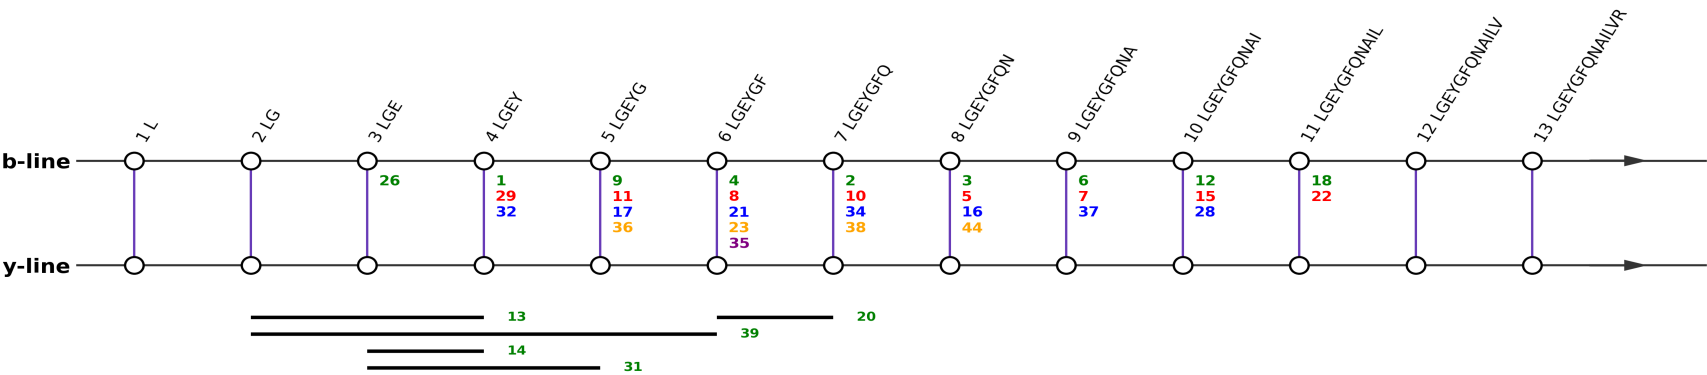 1 L
2 LG
3 LGE
4 LGEY
5 LGEYG
6 LGEYGF
7 LGEYGFQ
8 LGEYGFQN
9 LGEYGFQNA
10 LGEYGFQNAI
11 LGEYGFQNAIL
12 LGEYGFQNAILV
13 LGEYGFQNAILVR
b-line
26 1 9 4 2 3 6 12 18
29 11 8 10 5 7 15 22
32 17 21 34 16 37 28
36 23 38 44
35
y-line
13 20
39
14
31